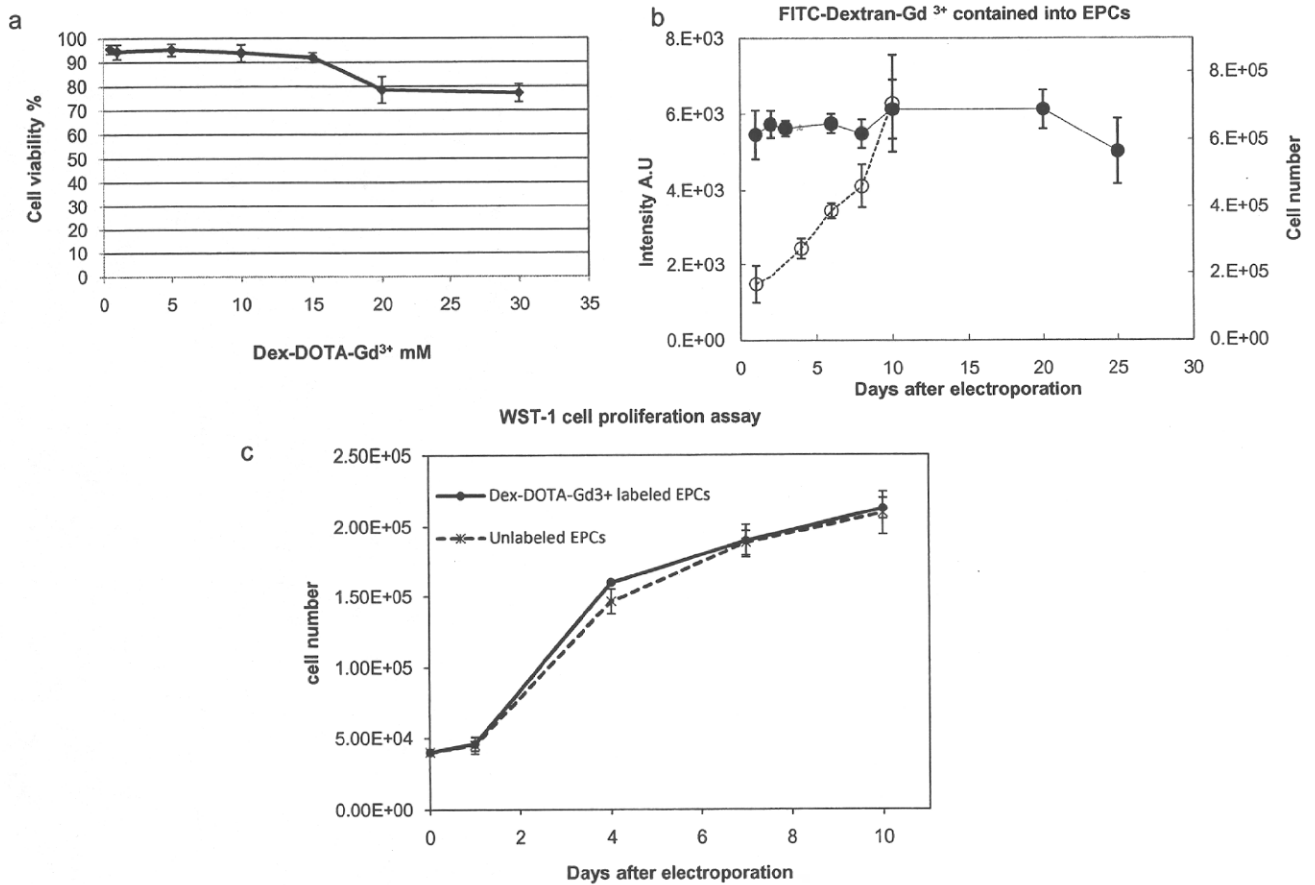 a
100
90
80
70
60
50
40
30
20
10
0
Cell viability %
0 5 10 15 20 25 30 35
Dex-DOTA-Gd³⁺ mM
b
FITC-Dextran-Gd ³⁺ contained into EPCs
8.E+03
6.E+03
4.E+03
2.E+03
0.E+00
Intensity A.U
8.E+05
6.E+05
4.E+05
2.E+05
0.E+00
Cell number
0 5 10 15 20 25 30
Days after electroporation
WST-1 cell proliferation assay
c
2.50E+05
2.00E+05
1.50E+05
1.00E+05
5.00E+04
0.00E+00
cell number
Dex-DOTA-Gd3+ labeled EPCs
Unlabeled EPCs
0 2 4 6 8 10
Days after electroporation